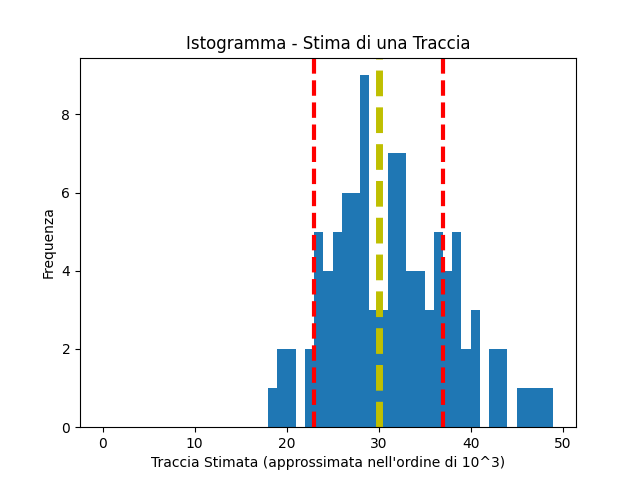 Istogramma - Stima di una Traccia
Frequenza
8
6
4
2
0
0 10 20 30 40 50
Traccia Stimata (approssimata nell'ordine di 10^3)